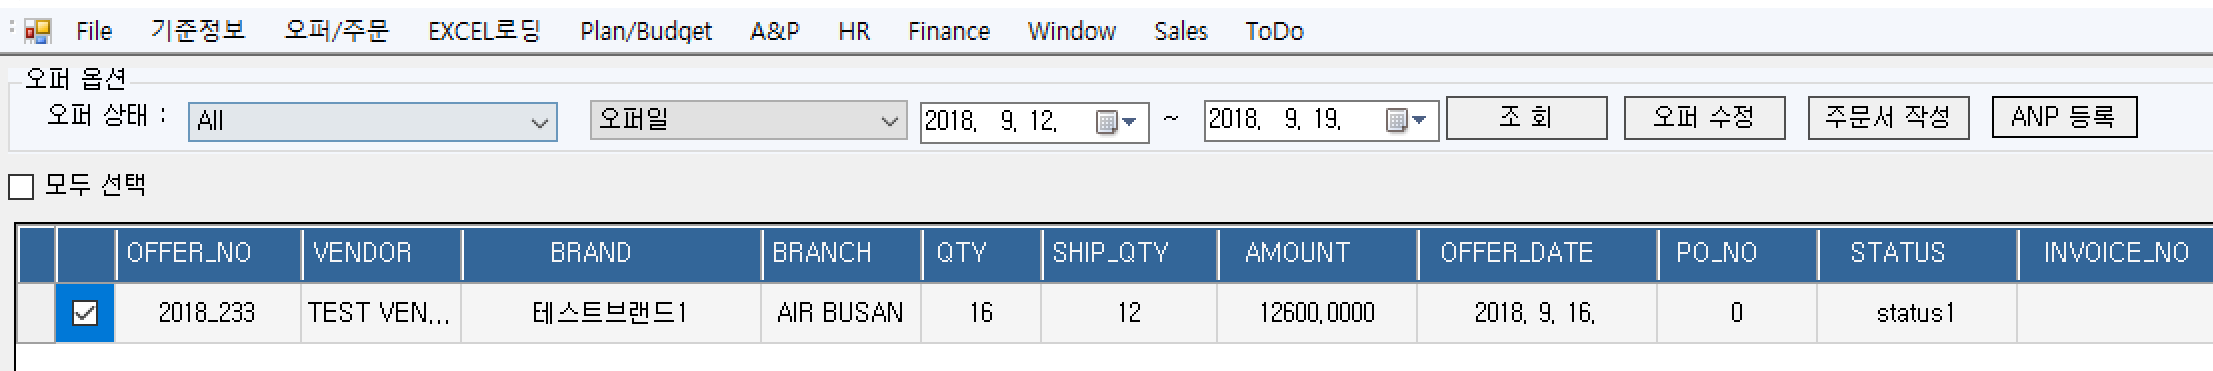 File 기준정보 오퍼/주문 EXCEL로딩 Plan/Budget A&P HR Finance Window Sales ToDo
오퍼 옵션
오퍼 상태 : All 오퍼일 2018. 9. 12. ~ 2018. 9. 19. 조 회 오퍼 수정 주문서 작성 ANP 등록
모두 선택
OFFER_NO VENDOR BRAND BRANCH QTY SHIP_QTY AMOUNT OFFER_DATE PO_NO STATUS INVOICE_NO
2018_233 TEST VEN... 테스트브랜드1 AIR BUSAN 16 12 12600.0000 2018. 9. 16. 0 status1